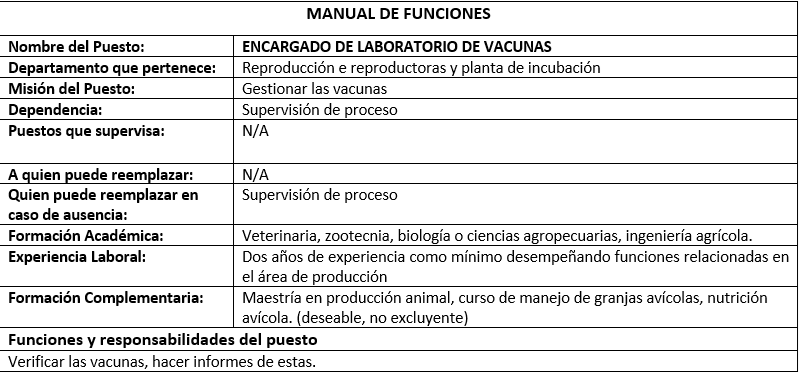 MANUAL DE FUNCIONES
Nombre del Puesto: ENCARGADO DE LABORATORIO DE VACUNAS
Departamento que pertenece: Reproducción e reproductoras y planta de incubación
Misión del Puesto: Gestionar las vacunas
Dependencia: Supervisión de proceso
Puestos que supervisa: N/A
A quien puede reemplazar: N/A
Quien puede reemplazar en caso de ausencia: Supervisión de proceso
Formación Académica: Veterinaria, zootecnia, biología o ciencias agropecuarias, ingeniería agrícola.
Experiencia Laboral: Dos años de experiencia como mínimo desempeñando funciones relacionadas en
el área de producción
Formación Complementaria: Maestría en producción animal, curso de manejo de granjas avícolas, nutrición
avícola. (deseable, no excluyente)
Funciones y responsabilidades del puesto
Verificar las vacunas, hacer informes de estas.